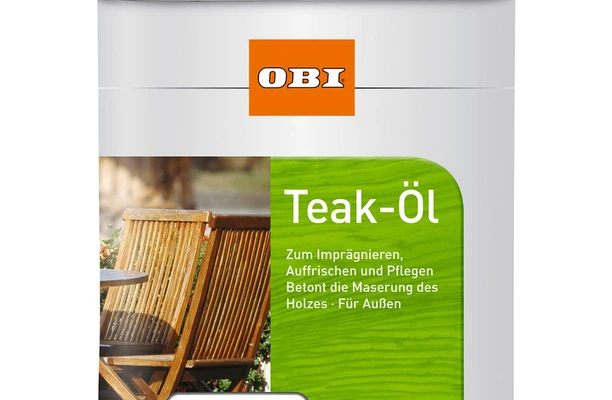 OBI
Teak-Öl
Zum Imprägnieren,
Auffrischen und Pflegen
Betont die Maserung des
Holzes · Für Außen